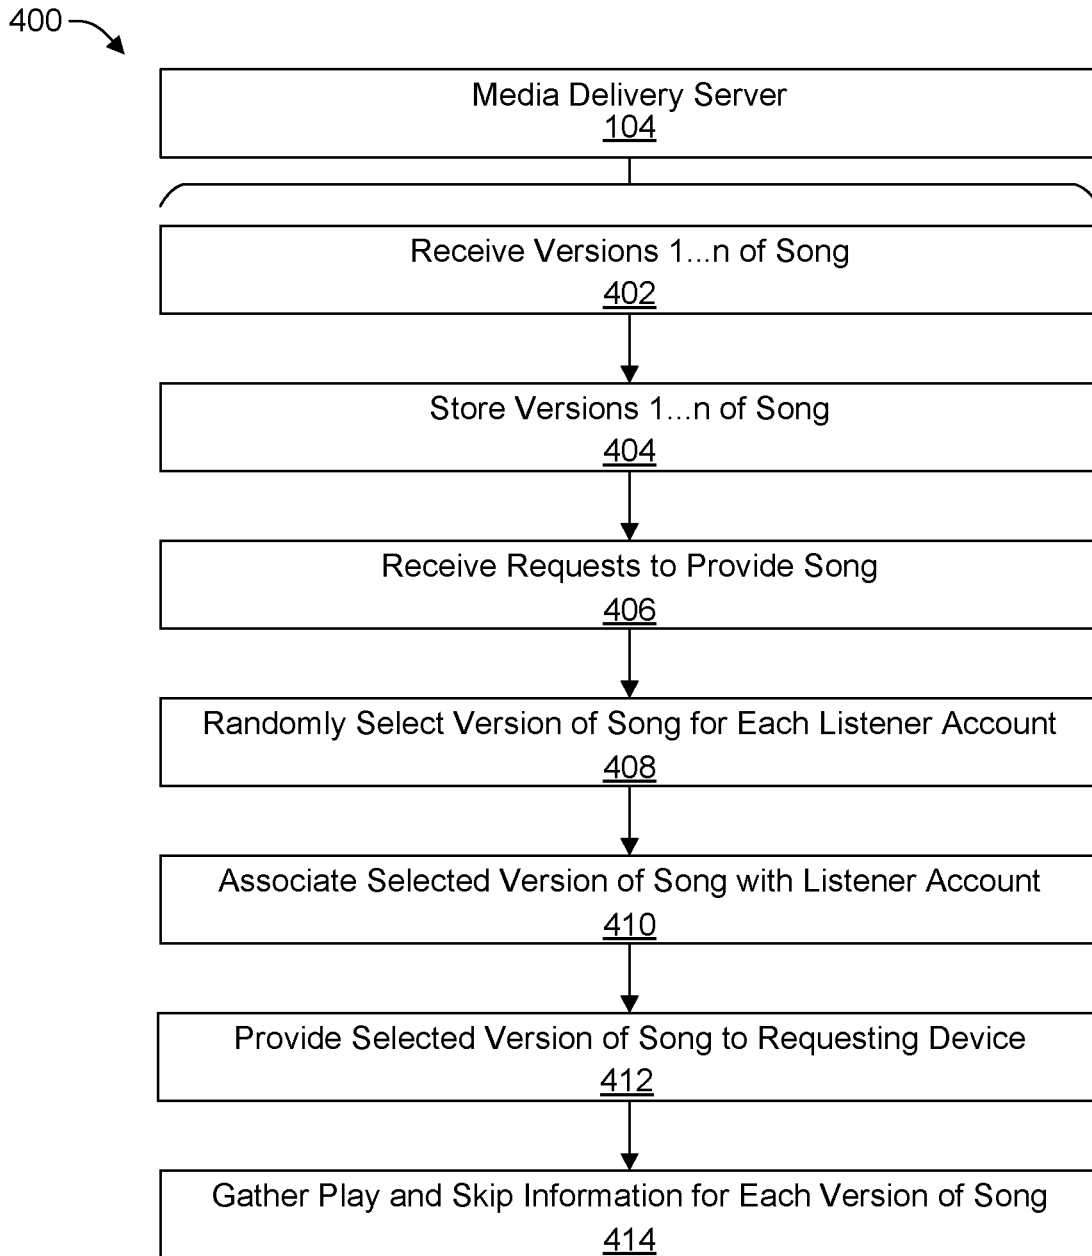 400
Media Delivery Server
104
Receive Versions 1...n of Song
402
Store Versions 1...n of Song
404
Receive Requests to Provide Song
406
Randomly Select Version of Song for Each Listener Account
408
Associate Selected Version of Song with Listener Account
410
Provide Selected Version of Song to Requesting Device
412
Gather Play and Skip Information for Each Version of Song
414